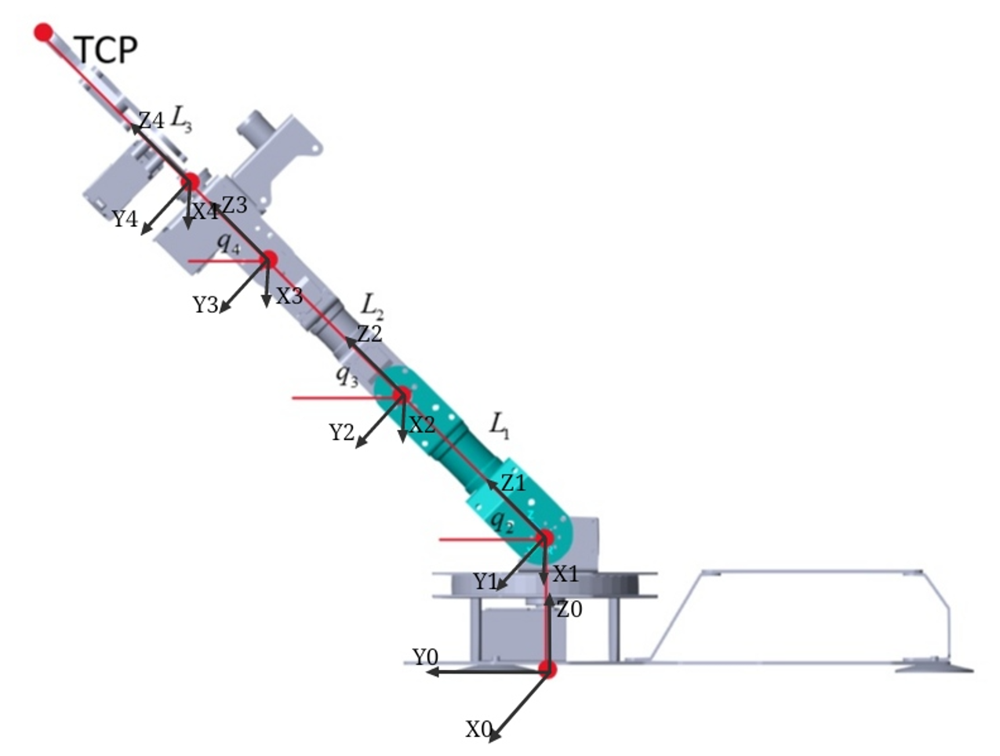 TCP
Z4 L₃
Y4 X4 Z3
q₄
Y3 X3
L₂
Z2
q₃
Y2 X2
L₁
Z1
q₂
z
Y1 X1
Z0
Y0
X0